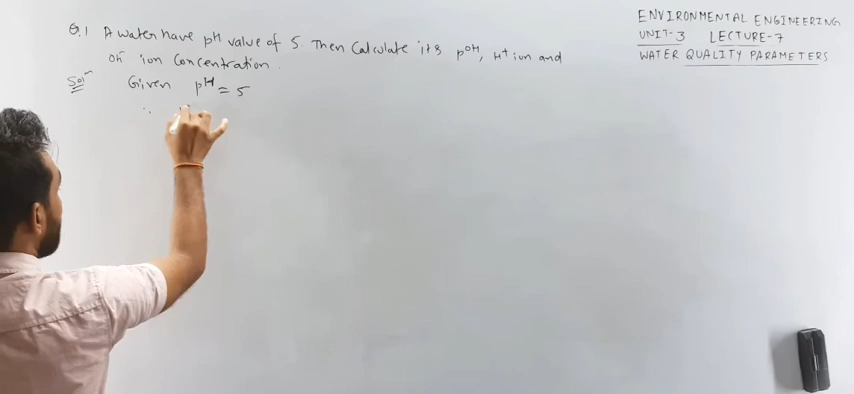 Q.1 A water have pH value of 5. Then Calculate its pOH, H+ ion and
OH- ion Concentration.
Soln Given pH = 5
∵
ENVIRONMENTAL ENGINEERING
UNIT-3 LECTURE-7
WATER QUALITY PARAMETERS